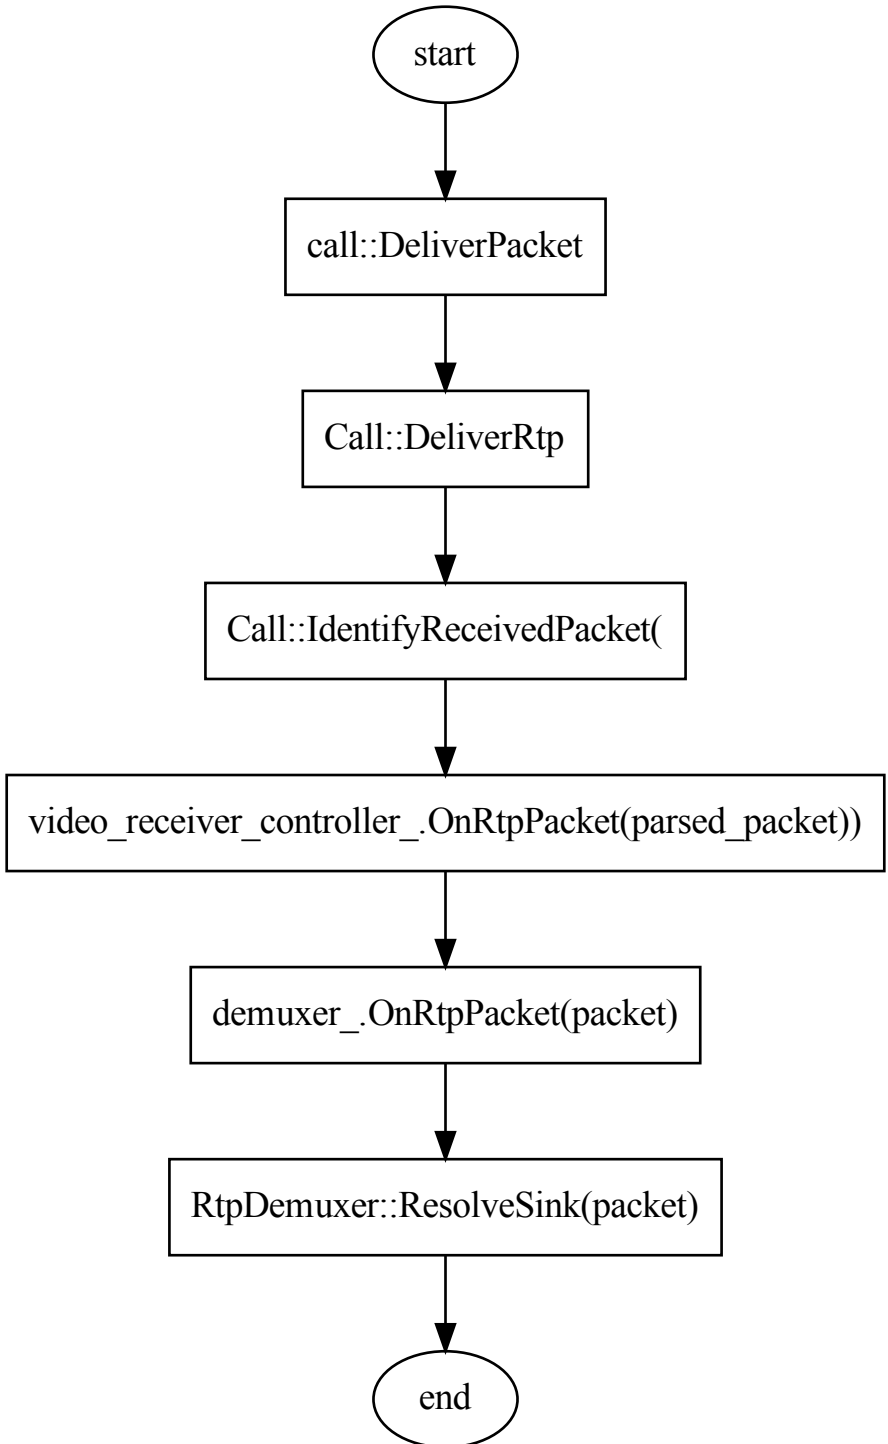 start
call::DeliverPacket
Call::DeliverRtp
Call::IdentifyReceivedPacket(
video_receiver_controller_.OnRtpPacket(parsed_packet))
demuxer_.OnRtpPacket(packet)
RtpDemuxer::ResolveSink(packet)
end